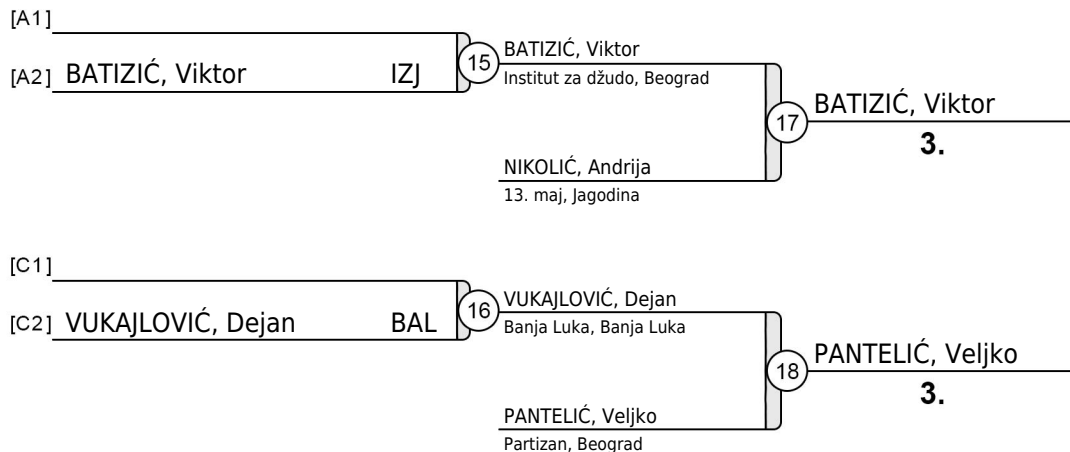 [A1]
[A2] BATIZIĆ, Viktor IZJ
15
BATIZIĆ, Viktor
Institut za džudo, Beograd
17
BATIZIĆ, Viktor
3.
NIKOLIĆ, Andrija
13. maj, Jagodina
[C1]
[C2] VUKAJLOVIĆ, Dejan BAL
16
VUKAJLOVIĆ, Dejan
Banja Luka, Banja Luka
18
PANTELIĆ, Veljko
3.
PANTELIĆ, Veljko
Partizan, Beograd